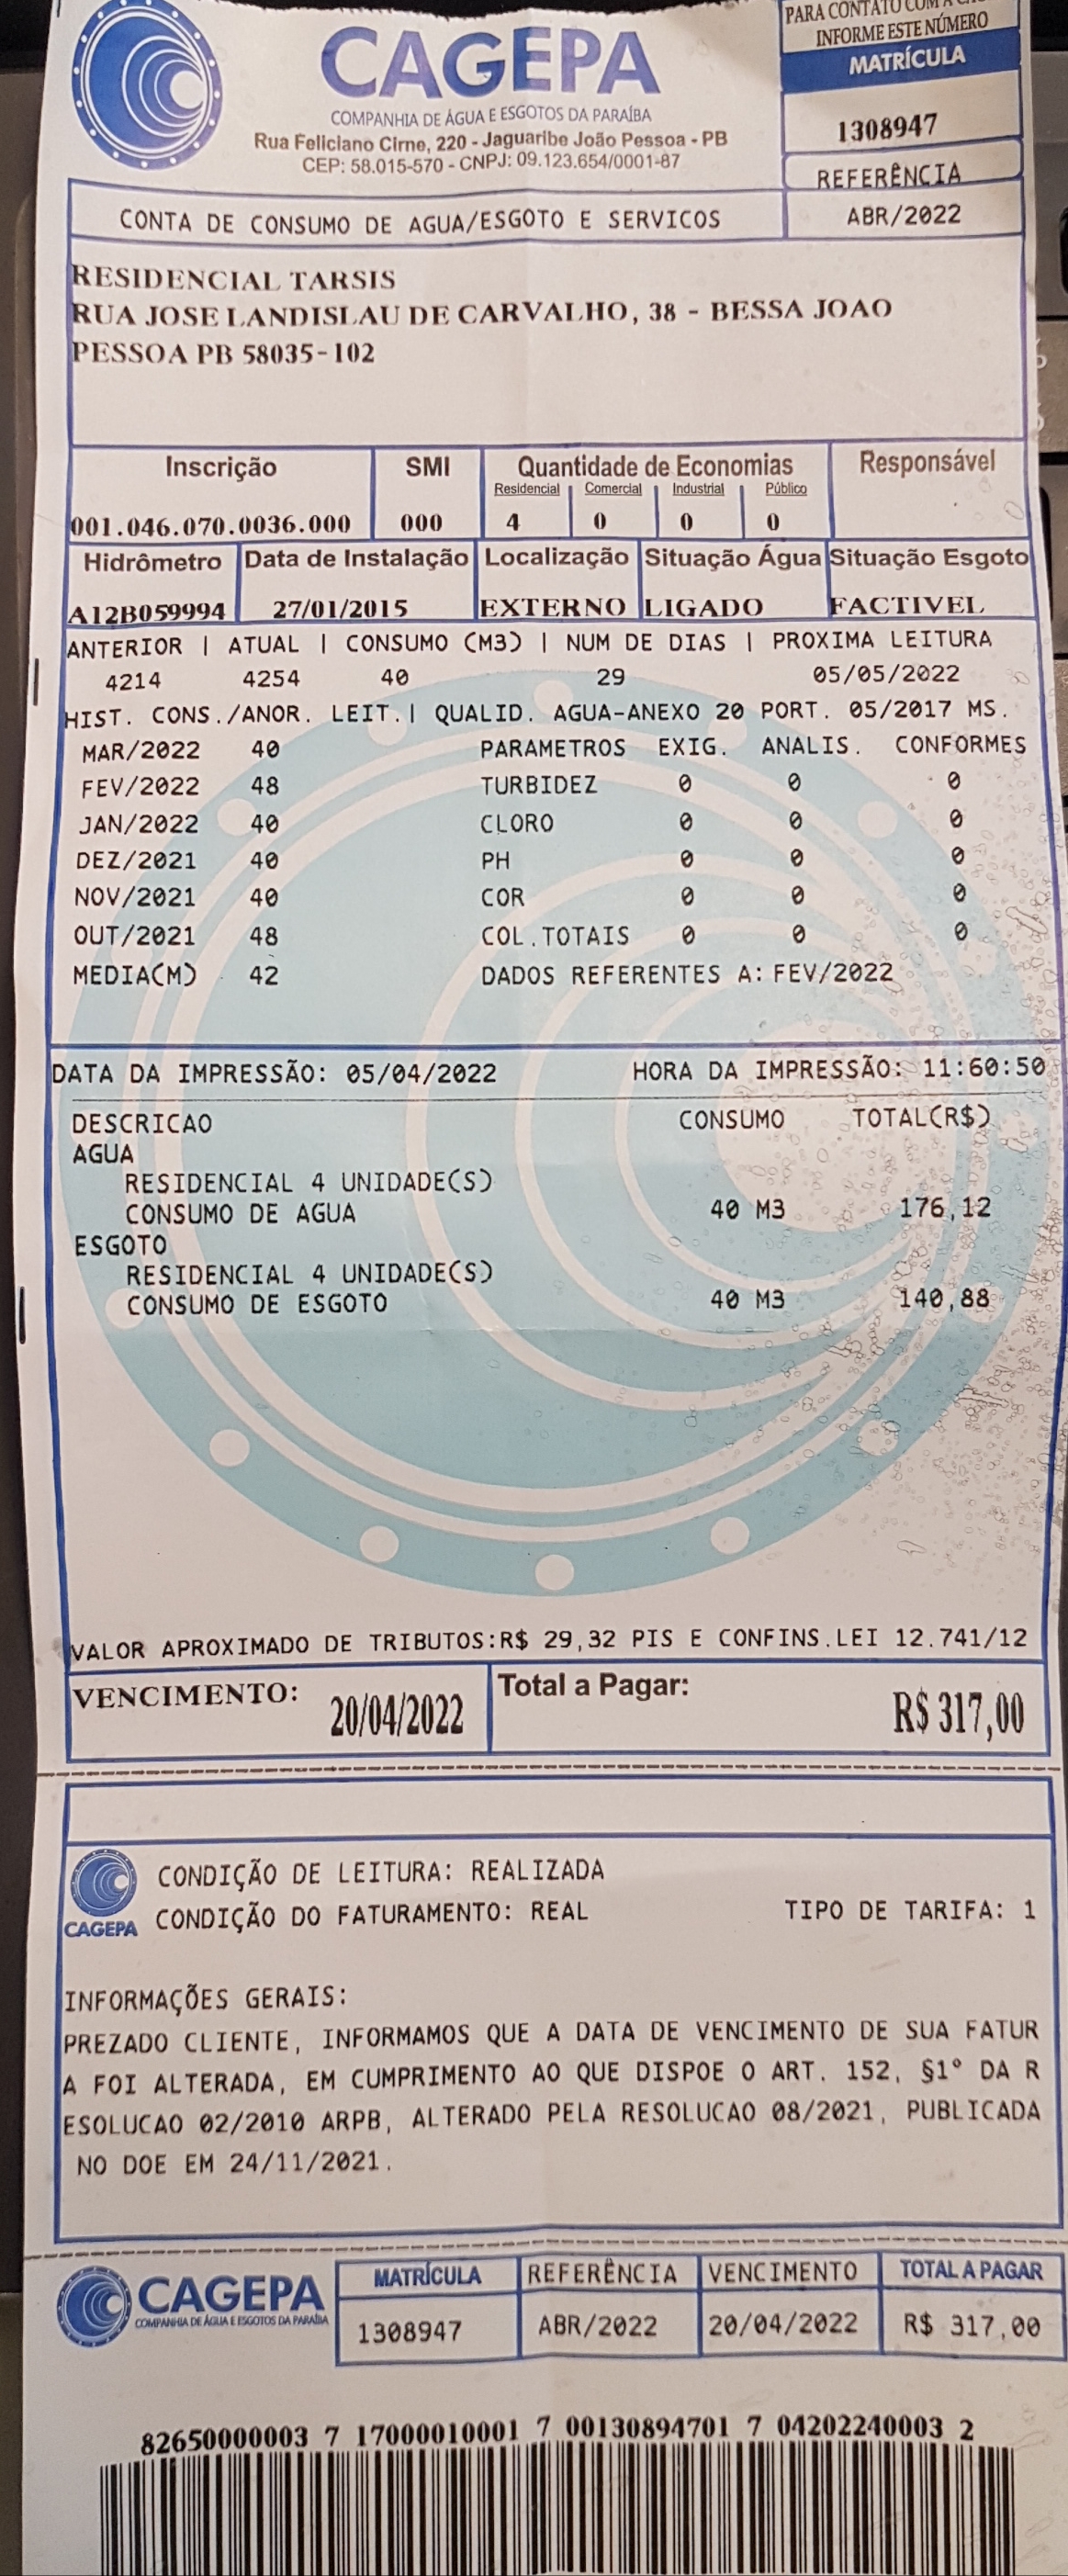 CAGEPA
COMPANHIA DE ÁGUA E ESGOTOS DA PARAÍBA
Rua Feliciano Cirne, 220 - Jaguaribe João Pessoa - PB
CEP: 58.015-570 - CNPJ: 09.123.654/0001-87
PARA CONTATO COM A
INFORME ESTE NÚMERO
MATRÍCULA
1308947
REFERÊNCIA
CONTA DE CONSUMO DE AGUA/ESGOTO E SERVICOS ABR/2022
RESIDENCIAL TARSIS
RUA JOSE LANDISLAU DE CARVALHO, 38 - BESSA JOAO
PESSOA PB 58035-102
Inscrição SMI Quantidade de Economias Responsável
Residencial Comercial Industrial Público
001.046.070.0036.000 000 4 0 0 0
Hidrômetro Data de Instalação Localização Situação Água Situação Esgoto
A12B059994 27/01/2015 EXTERNO LIGADO FACTIVEL
ANTERIOR | ATUAL | CONSUMO (M3) | NUM DE DIAS | PROXIMA LEITURA
4214 4254 40 29 05/05/2022
HIST. CONS./ANOR. LEIT.| QUALID. AGUA-ANEXO 20 PORT. 05/2017 MS.
MAR/2022 40 PARAMETROS EXIG. ANALIS. CONFORMES
FEV/2022 48 TURBIDEZ 0 0 0
JAN/2022 40 CLORO 0 0 0
DEZ/2021 40 PH 0 0 0
NOV/2021 40 COR 0 0 0
OUT/2021 48 COL.TOTAIS 0 0 0
MEDIA(M) 42 DADOS REFERENTES A: FEV/2022
DATA DA IMPRESSÃO: 05/04/2022 HORA DA IMPRESSÃO: 11:60:50
DESCRICAO CONSUMO TOTAL(R$)
AGUA
RESIDENCIAL 4 UNIDADE(S)
CONSUMO DE AGUA 40 M3 176,12
ESGOTO
RESIDENCIAL 4 UNIDADE(S)
CONSUMO DE ESGOTO 40 M3 140,88
VALOR APROXIMADO DE TRIBUTOS:R$ 29,32 PIS E CONFINS.LEI 12.741/12
VENCIMENTO: 20/04/2022 Total a Pagar: R$ 317,00
CONDIÇÃO DE LEITURA: REALIZADA
CAGEPA CONDIÇÃO DO FATURAMENTO: REAL TIPO DE TARIFA: 1
INFORMAÇÕES GERAIS:
PREZADO CLIENTE, INFORMAMOS QUE A DATA DE VENCIMENTO DE SUA FATUR
A FOI ALTERADA, EM CUMPRIMENTO AO QUE DISPOE O ART. 152, §1° DA R
ESOLUCAO 02/2010 ARPB, ALTERADO PELA RESOLUCAO 08/2021, PUBLICADA
NO DOE EM 24/11/2021.
CAGEPA
COMPANHIA DE ÁGUA E ESGOTOS DA PARAÍBA
MATRÍCULA REFERÊNCIA VENCIMENTO TOTAL A PAGAR
1308947 ABR/2022 20/04/2022 R$ 317,00
82650000003 7 17000010001 7 00130894701 7 04202240003 2